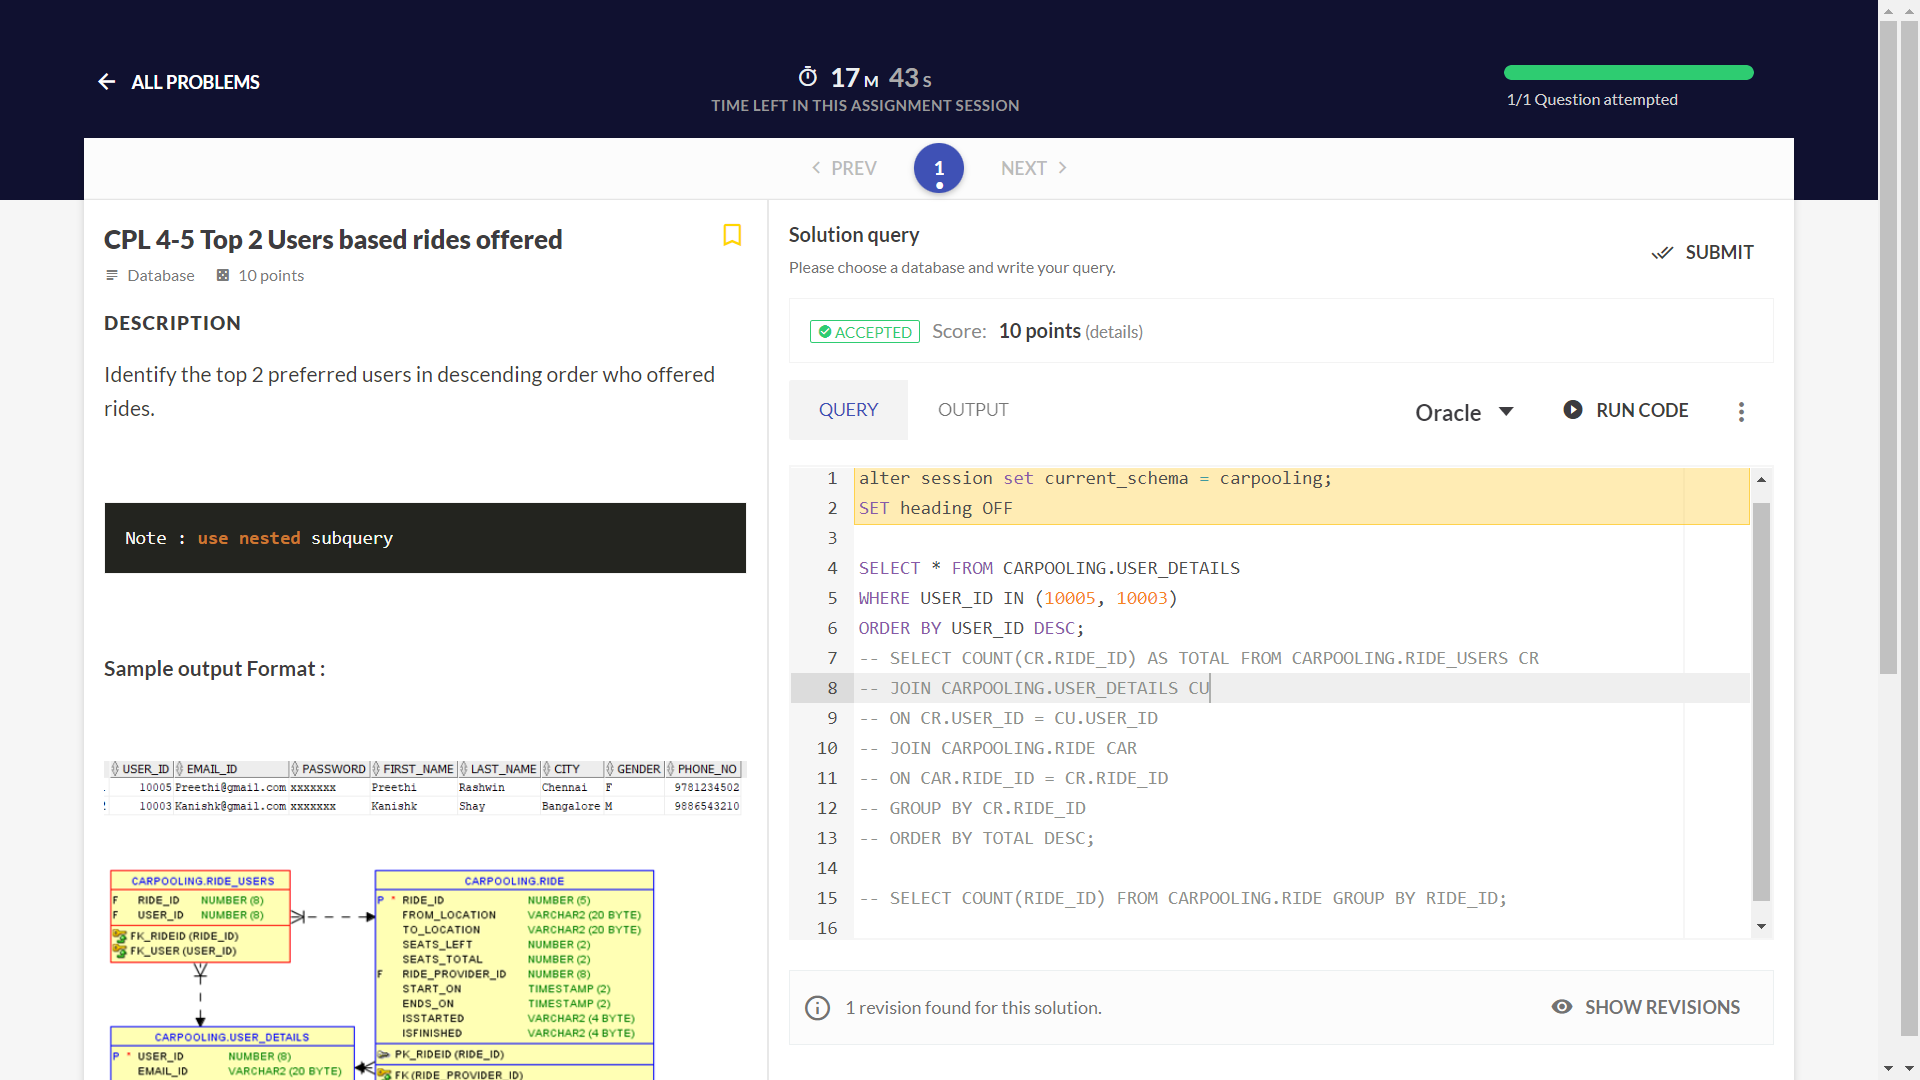 ALL PROBLEMS
17 M 43 S
TIME LEFT IN THIS ASSIGNMENT SESSION
1/1 Question attempted
PREV
1
NEXT
CPL 4-5 Top 2 Users based rides offered
Database 10 points
DESCRIPTION
Identify the top 2 preferred users in descending order who offered
rides.
Note : use nested subquery
Sample output Format :
USER_ID EMAIL_ID PASSWORD FIRST_NAME LAST_NAME CITY GENDER PHONE_NO
10005 Preethi@gmail.com xxxxxxx Preethi Rashwin Chennai F 9781234502
10003 Kanishk@gmail.com xxxxxxx Kanishk Shay Bangalore M 9886543210
CARPOOLING.RIDE_USERS
F RIDE_ID NUMBER (8)
F USER_ID NUMBER (8)
FK_RIDEID (RIDE_ID)
FK_USER (USER_ID)
CARPOOLING.RIDE
P * RIDE_ID NUMBER (5)
FROM_LOCATION VARCHAR2 (20 BYTE)
TO_LOCATION VARCHAR2 (20 BYTE)
SEATS_LEFT NUMBER (2)
SEATS_TOTAL NUMBER (2)
F RIDE_PROVIDER_ID NUMBER (8)
START_ON TIMESTAMP (2)
ENDS_ON TIMESTAMP (2)
ISSTARTED VARCHAR2 (4 BYTE)
ISFINISHED VARCHAR2 (4 BYTE)
PK_RIDEID (RIDE_ID)
FK (RIDE_PROVIDER_ID)
CARPOOLING.USER_DETAILS
P * USER_ID NUMBER (8)
EMAIL_ID VARCHAR2 (20 BYTE)
Solution query
Please choose a database and write your query.
SUBMIT
ACCEPTED Score: 10 points (details)
QUERY OUTPUT
Oracle
RUN CODE
1 alter session set current_schema = carpooling;
2 SET heading OFF
3
4 SELECT * FROM CARPOOLING.USER_DETAILS
5 WHERE USER_ID IN (10005, 10003)
6 ORDER BY USER_ID DESC;
7 -- SELECT COUNT(CR.RIDE_ID) AS TOTAL FROM CARPOOLING.RIDE_USERS CR
8 -- JOIN CARPOOLING.USER_DETAILS CU
9 -- ON CR.USER_ID = CU.USER_ID
10 -- JOIN CARPOOLING.RIDE CAR
11 -- ON CAR.RIDE_ID = CR.RIDE_ID
12 -- GROUP BY CR.RIDE_ID
13 -- ORDER BY TOTAL DESC;
14
15 -- SELECT COUNT(RIDE_ID) FROM CARPOOLING.RIDE GROUP BY RIDE_ID;
16
1 revision found for this solution.
SHOW REVISIONS